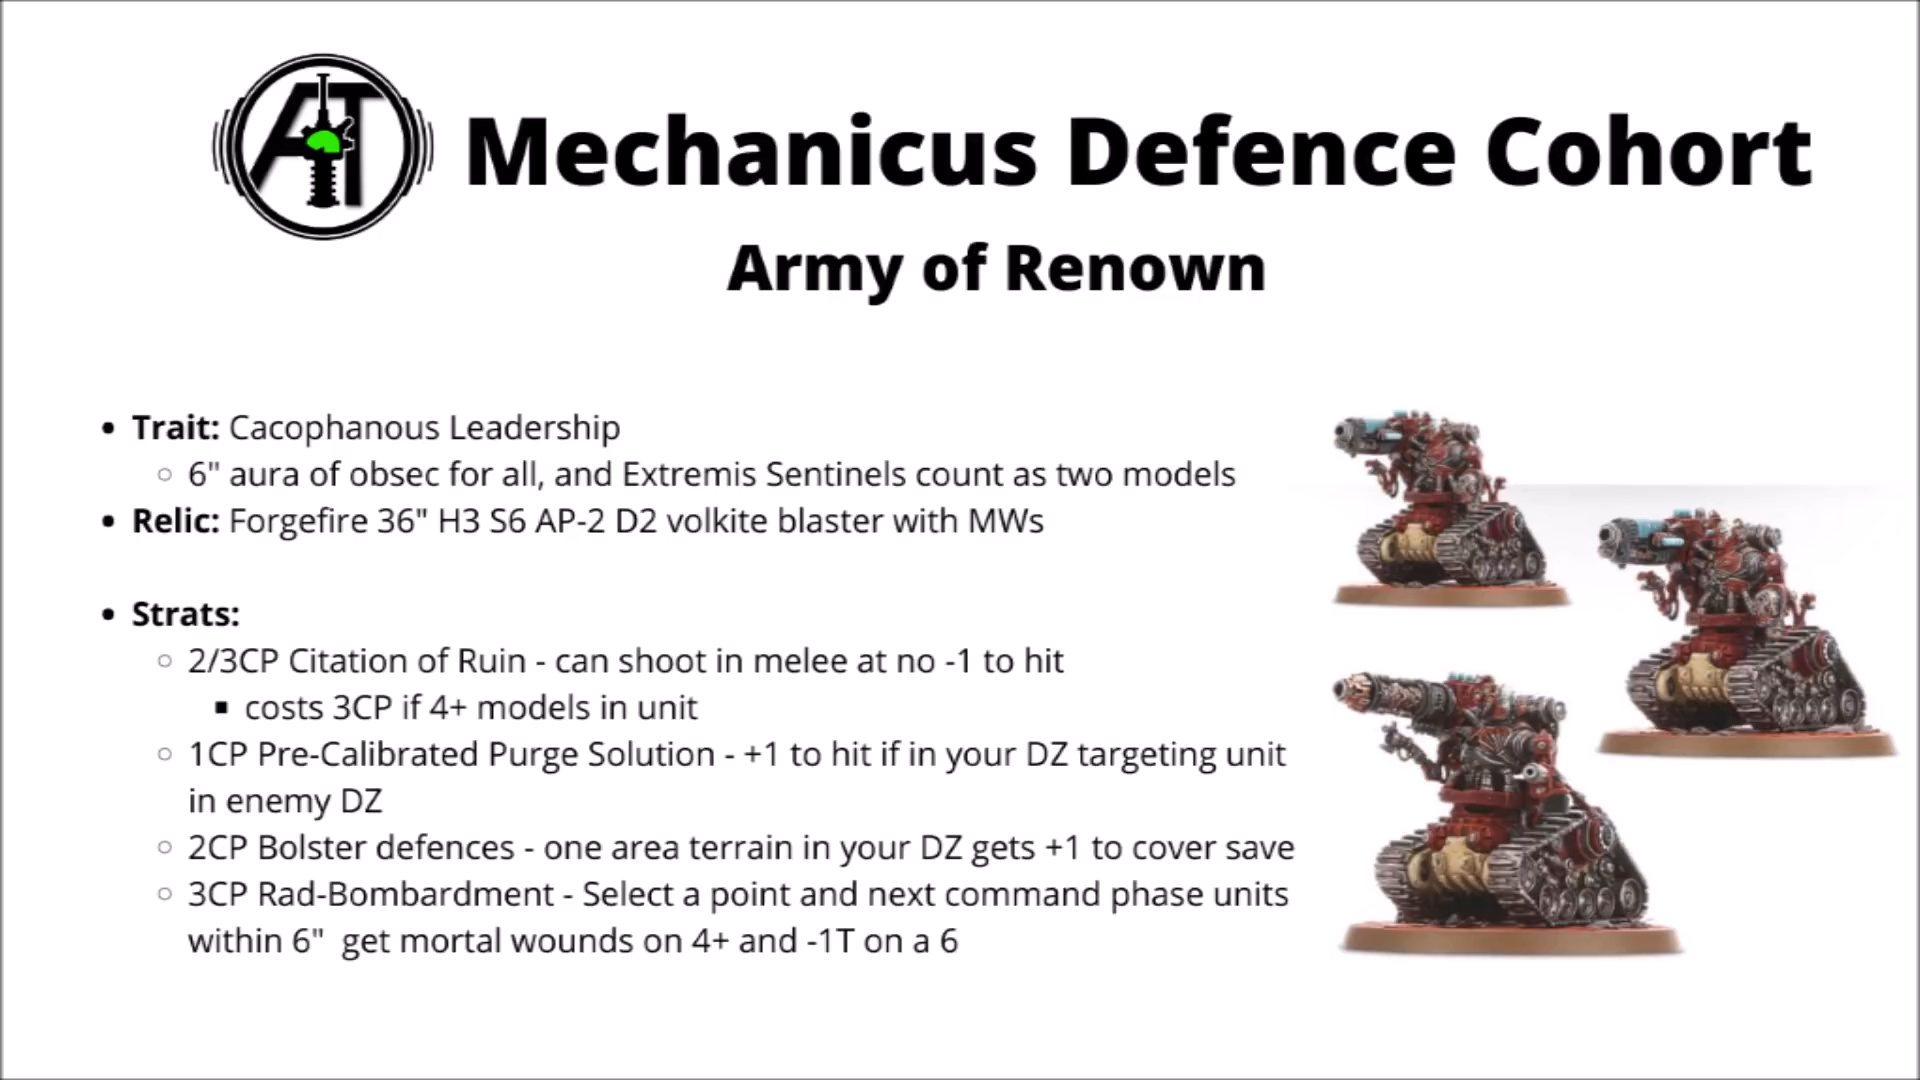 AT
Mechanicus Defence Cohort
Army of Renown
• Trait: Cacophanous Leadership
○ 6" aura of obsec for all, and Extremis Sentinels count as two models
• Relic: Forgefire 36" H3 S6 AP-2 D2 volkite blaster with MWs
• Strats:
○ 2/3CP Citation of Ruin - can shoot in melee at no -1 to hit
▪ costs 3CP if 4+ models in unit
○ 1CP Pre-Calibrated Purge Solution - +1 to hit if in your DZ targeting unit
in enemy DZ
○ 2CP Bolster defences - one area terrain in your DZ gets +1 to cover save
○ 3CP Rad-Bombardment - Select a point and next command phase units
within 6" get mortal wounds on 4+ and -1T on a 6